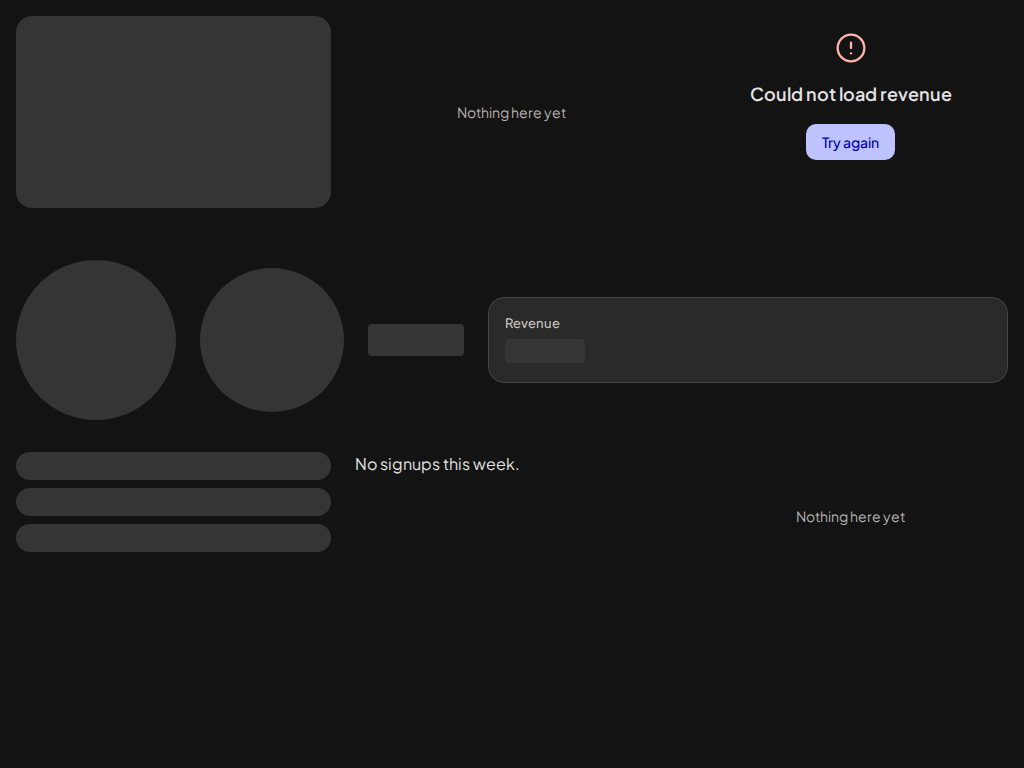 Nothing here yet
Could not load revenue
Try again
Revenue
No signups this week.
Nothing here yet